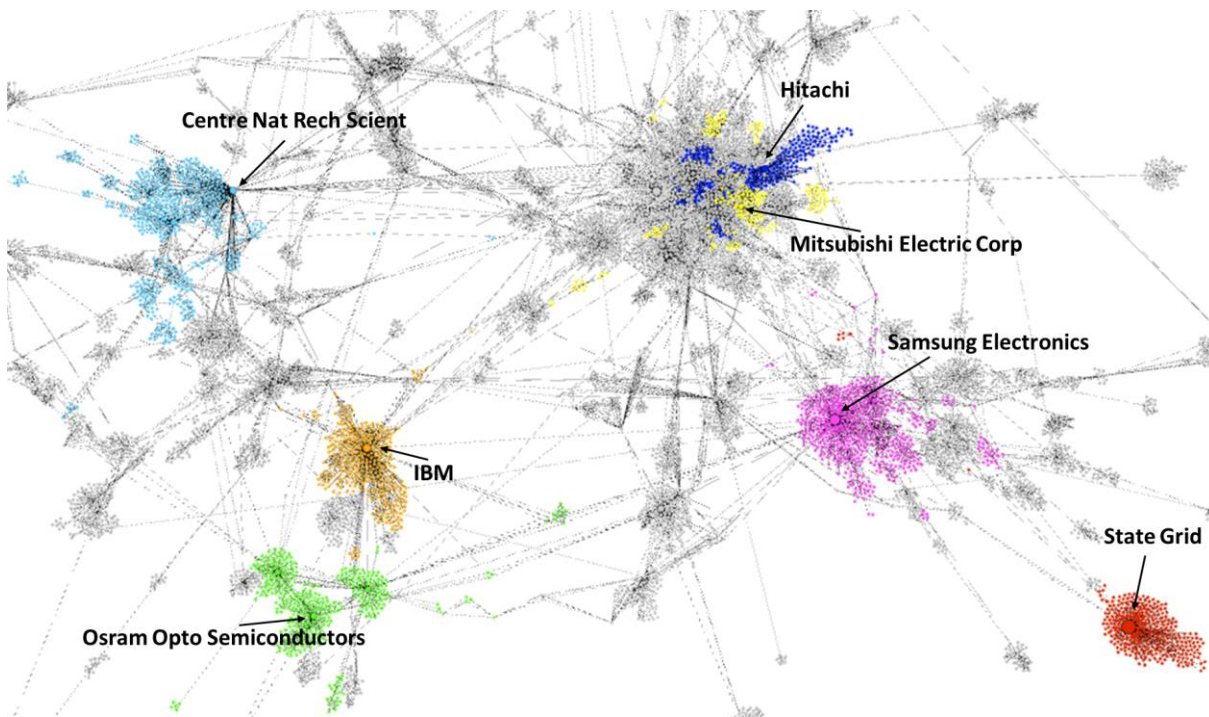 Hitachi
Centre Nat Rech Scient
Mitsubishi Electric Corp
Samsung Electronics
IBM
State Grid
Osram Opto Semiconductors